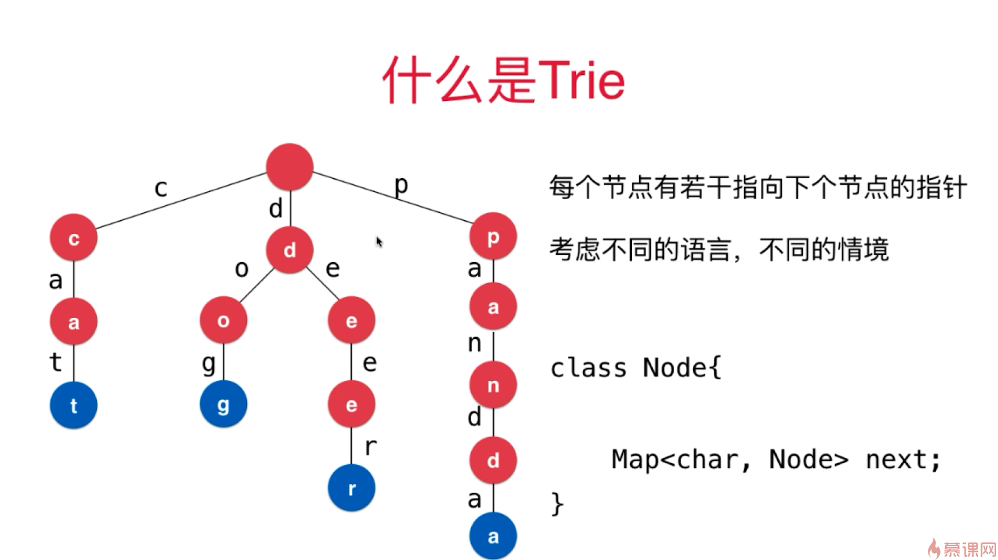 什么是Trie
c
d
p
c
d
p
a
o
e
a
a
o
e
a
t
g
e
n
t
g
e
n
r
d
r
d
a
a
每个节点有若干指向下个节点的指针
考虑不同的语言，不同的情境
class Node{
Map<char, Node> next;
}
慕课网